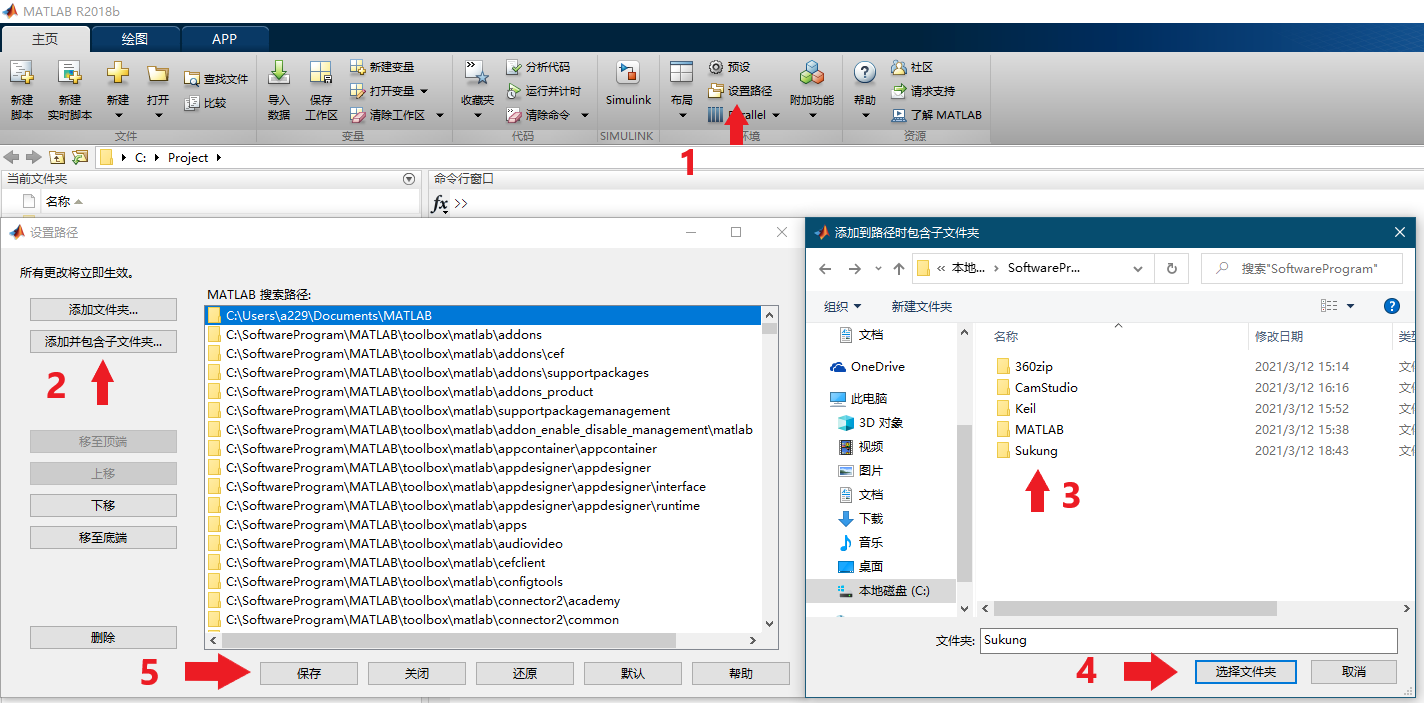 MATLAB R2018b
主页 绘图 APP
新建脚本 新建实时脚本 新建 打开 查找文件 比较
文件
导入数据 保存工作区 新建变量 打开变量 清除工作区
变量
收藏夹 分析代码 运行并计时 清除命令
代码
Simulink
SIMULINK
布局 预设 设置路径 附加功能
环境
帮助 社区 请求支持 了解 MATLAB
资源
1
C: Project
当前文件夹
名称
命令行窗口
fx >>
设置路径
所有更改将立即生效。
添加文件夹...
添加并包含子文件夹...
2
移至顶端
上移
下移
移至底端
删除
MATLAB 搜索路径:
C:\Users\a229\Documents\MATLAB
C:\SoftwareProgram\MATLAB\toolbox\matlab\addons
C:\SoftwareProgram\MATLAB\toolbox\matlab\addons\cef
C:\SoftwareProgram\MATLAB\toolbox\matlab\addons\supportpackages
C:\SoftwareProgram\MATLAB\toolbox\matlab\addons_product
C:\SoftwareProgram\MATLAB\toolbox\matlab\supportpackagemanagement
C:\SoftwareProgram\MATLAB\toolbox\matlab\addon_enable_disable_management\matlab
C:\SoftwareProgram\MATLAB\toolbox\matlab\appcontainer\appcontainer
C:\SoftwareProgram\MATLAB\toolbox\matlab\appdesigner\appdesigner
C:\SoftwareProgram\MATLAB\toolbox\matlab\appdesigner\appdesigner\interface
C:\SoftwareProgram\MATLAB\toolbox\matlab\appdesigner\appdesigner\runtime
C:\SoftwareProgram\MATLAB\toolbox\matlab\apps
C:\SoftwareProgram\MATLAB\toolbox\matlab\audiovideo
C:\SoftwareProgram\MATLAB\toolbox\matlab\cefclient
C:\SoftwareProgram\MATLAB\toolbox\matlab\configtools
C:\SoftwareProgram\MATLAB\toolbox\matlab\connector2\academy
C:\SoftwareProgram\MATLAB\toolbox\matlab\connector2\common
5
保存 关闭 还原 默认 帮助
添加到路径时包含子文件夹
« 本地... › SoftwarePr...
搜索"SoftwareProgram"
组织 新建文件夹
文档
OneDrive
此电脑
3D 对象
视频
图片
文档
下载
音乐
桌面
本地磁盘 (C:)
名称 修改日期
360zip 2021/3/12 15:14
CamStudio 2021/3/12 16:16
Keil 2021/3/12 15:52
MATLAB 2021/3/12 15:38
Sukung 2021/3/12 18:43
3
文件夹: Sukung
4
选择文件夹 取消